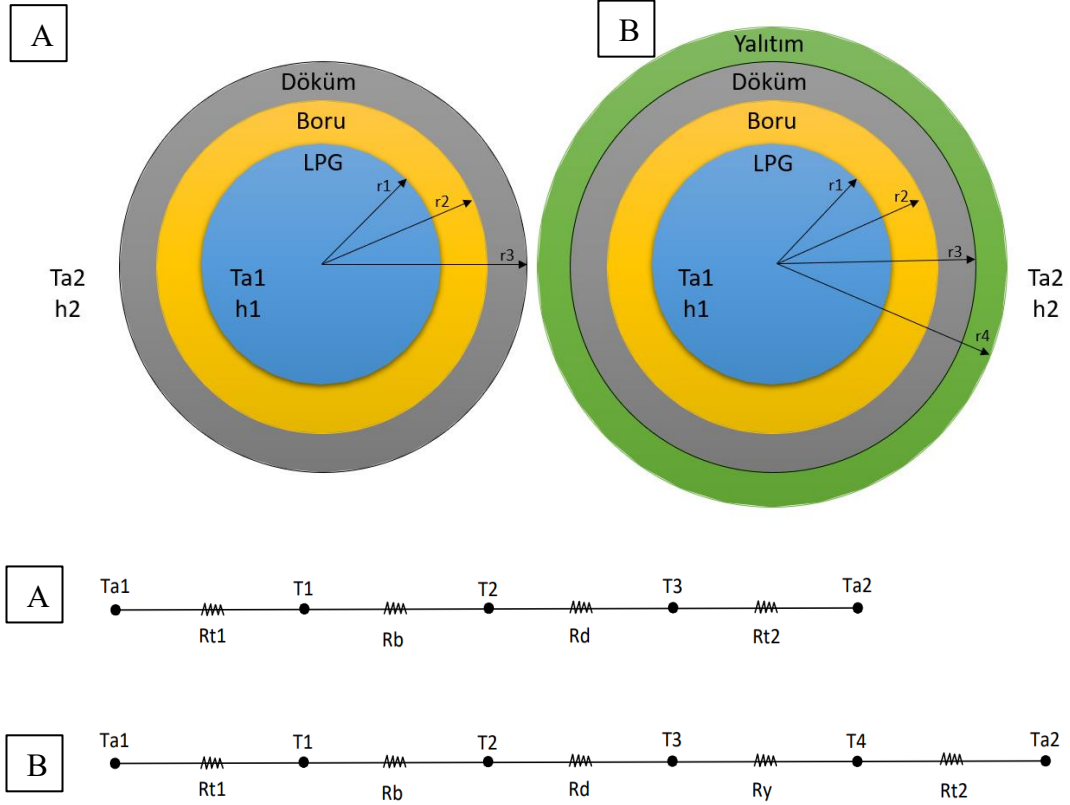 A
Döküm
Boru
LPG
r1
r2
r3
Ta1
h1
Ta2
h2
B
Yalıtım
Döküm
Boru
LPG
r1
r2
r3
r4
Ta1
h1
Ta2
h2
A
Ta1 T1 T2 T3 Ta2
Rt1 Rb Rd Rt2
B
Ta1 T1 T2 T3 T4 Ta2
Rt1 Rb Rd Ry Rt2